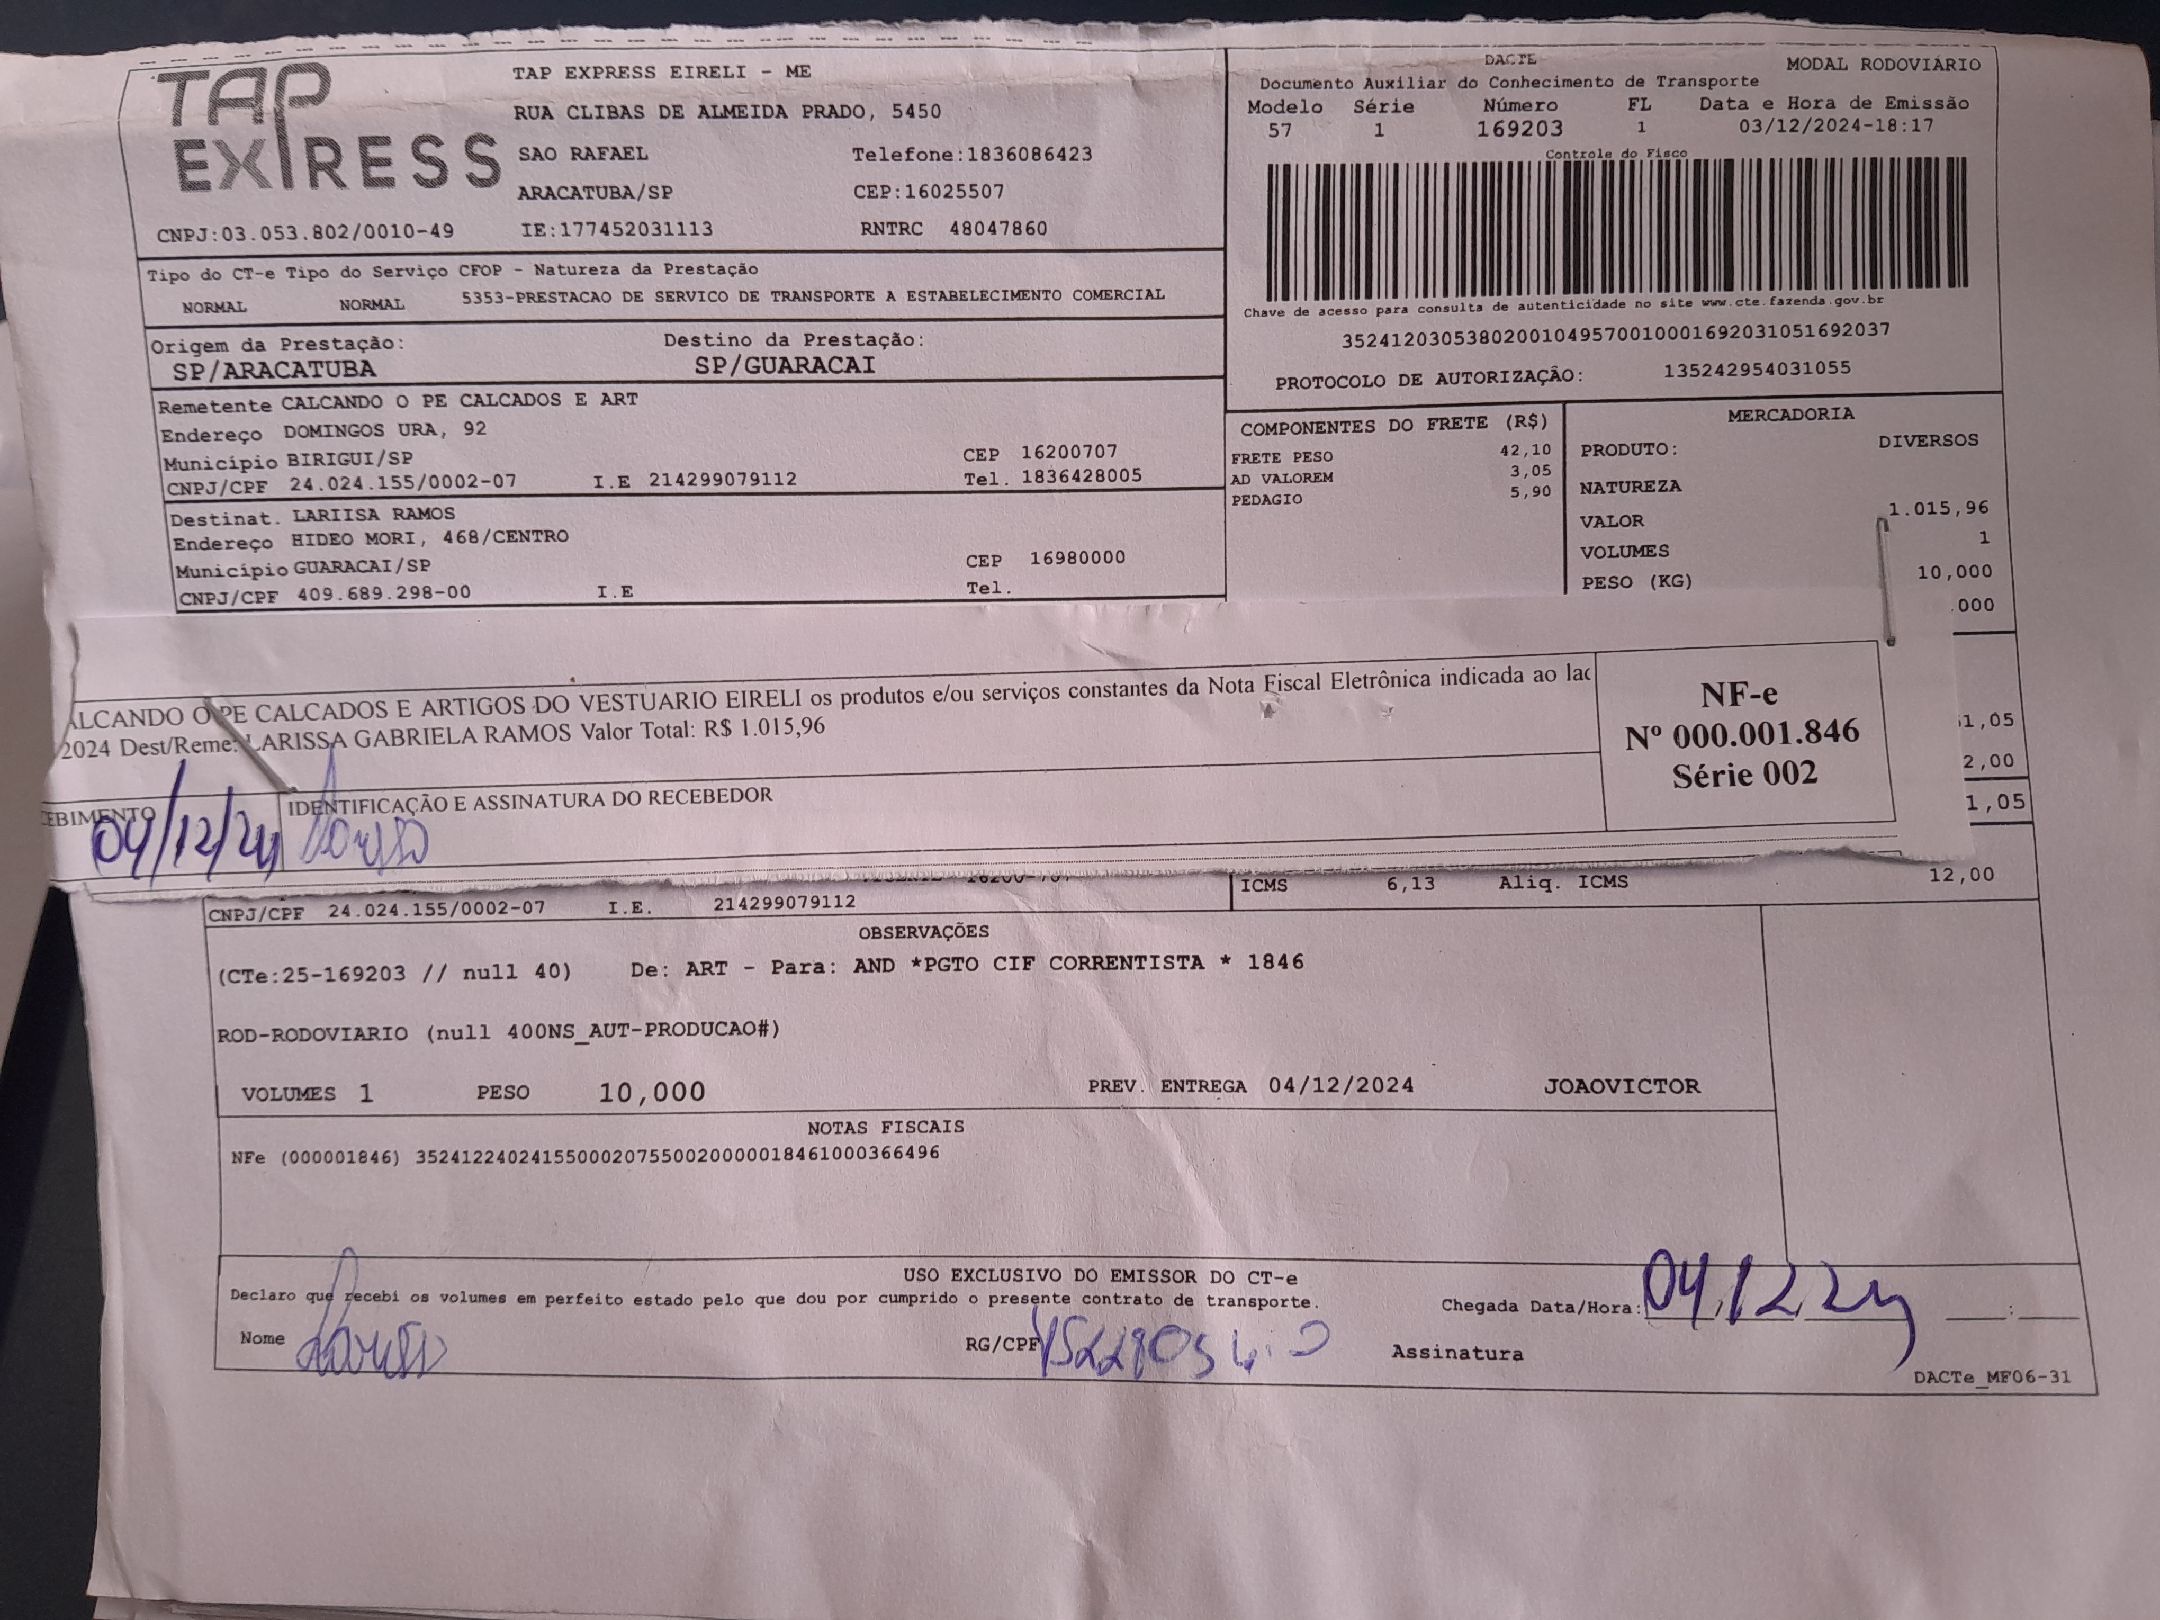 TAP EXPRESS
TAP EXPRESS EIRELI - ME
RUA CLIBAS DE ALMEIDA PRADO, 5450
SAO RAFAEL Telefone:1836086423
ARACATUBA/SP CEP:16025507
CNPJ:03.053.802/0010-49 IE:177452031113 RNTRC 48047860
DACTE MODAL RODOVIÁRIO
Documento Auxiliar do Conhecimento de Transporte
Modelo Série Número FL Data e Hora de Emissão
57 1 169203 1 03/12/2024-18:17
Controle do Fisco
Chave de acesso para consulta de autenticidade no site www.cte.fazenda.gov.br
35241203053802001049570010001692031051692037
PROTOCOLO DE AUTORIZAÇÃO: 135242954031055
Tipo do CT-e Tipo do Serviço CFOP - Natureza da Prestação
NORMAL NORMAL 5353-PRESTACAO DE SERVICO DE TRANSPORTE A ESTABELECIMENTO COMERCIAL
Origem da Prestação: Destino da Prestação:
SP/ARACATUBA SP/GUARACAI
Remetente CALCANDO O PE CALCADOS E ART
Endereço DOMINGOS URA, 92
Município BIRIGUI/SP CEP 16200707
CNPJ/CPF 24.024.155/0002-07 I.E 214299079112 Tel. 1836428005
Destinat. LARIISA RAMOS
Endereço HIDEO MORI, 468/CENTRO
Município GUARACAI/SP CEP 16980000
CNPJ/CPF 409.689.298-00 I.E Tel.
COMPONENTES DO FRETE (R$)
FRETE PESO 42,10
AD VALOREM 3,05
PEDAGIO 5,90
MERCADORIA
PRODUTO: DIVERSOS
NATUREZA
VALOR 1.015,96
VOLUMES 1
PESO (KG) 10,000
.000
ALCANDO O PE CALCADOS E ARTIGOS DO VESTUARIO EIRELI os produtos e/ou serviços constantes da Nota Fiscal Eletrônica indicada ao lac
2024 Dest/Reme: LARISSA GABRIELA RAMOS Valor Total: R$ 1.015,96
NF-e
Nº 000.001.846
Série 002
1,05
2,00
1,05
EBIMENTO IDENTIFICAÇÃO E ASSINATURA DO RECEBEDOR
04/12/24
ICMS 6,13 Aliq. ICMS 12,00
CNPJ/CPF 24.024.155/0002-07 I.E. 214299079112
OBSERVAÇÕES
(CTe:25-169203 // null 40) De: ART - Para: AND *PGTO CIF CORRENTISTA * 1846
ROD-RODOVIARIO (null 400NS_AUT-PRODUCAO#)
VOLUMES 1 PESO 10,000 PREV. ENTREGA 04/12/2024 JOAOVICTOR
NOTAS FISCAIS
NFe (000001846) 35241224024155000207550020000018461000366496
USO EXCLUSIVO DO EMISSOR DO CT-e
Declaro que recebi os volumes em perfeito estado pelo que dou por cumprido o presente contrato de transporte.
Chegada Data/Hora: 04/12/24 :
Nome RG/CPF Assinatura
DACTe_MF06-31